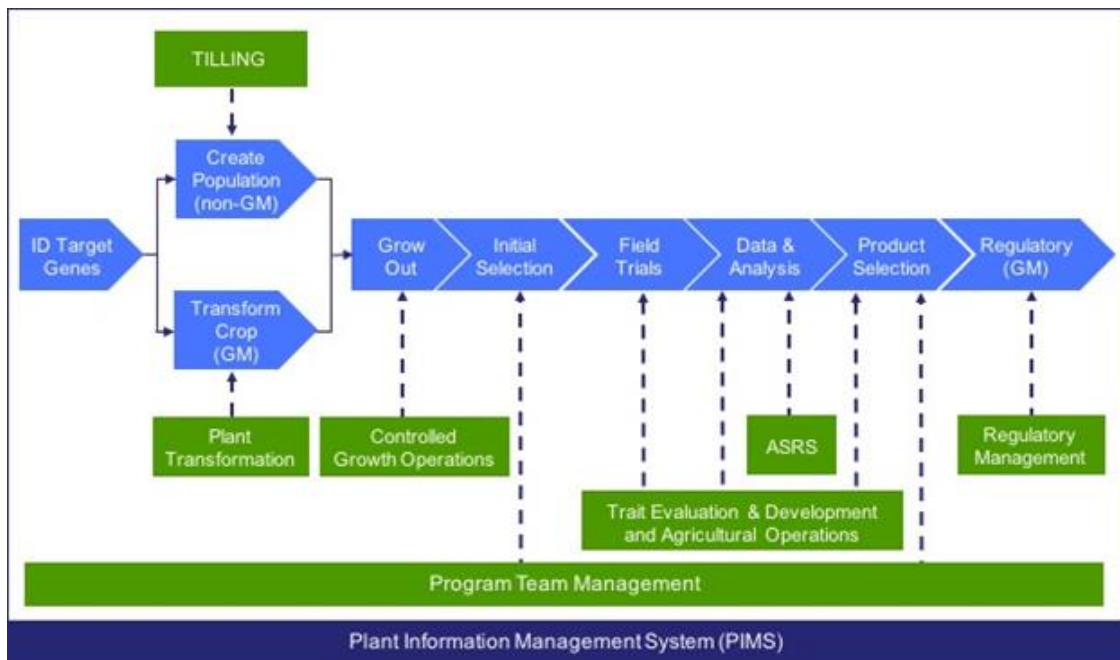 TILLING
Create
Population
(non-GM)
ID Target
Genes
Grow
Out
Initial
Selection
Field
Trials
Data &
Analysis
Product
Selection
Regulatory
(GM)
Transform
Crop
(GM)
Plant
Transformation
Controlled
Growth Operations
ASRS
Regulatory
Management
Trait Evaluation & Development
and Agricultural Operations
Program Team Management
Plant Information Management System (PIMS)